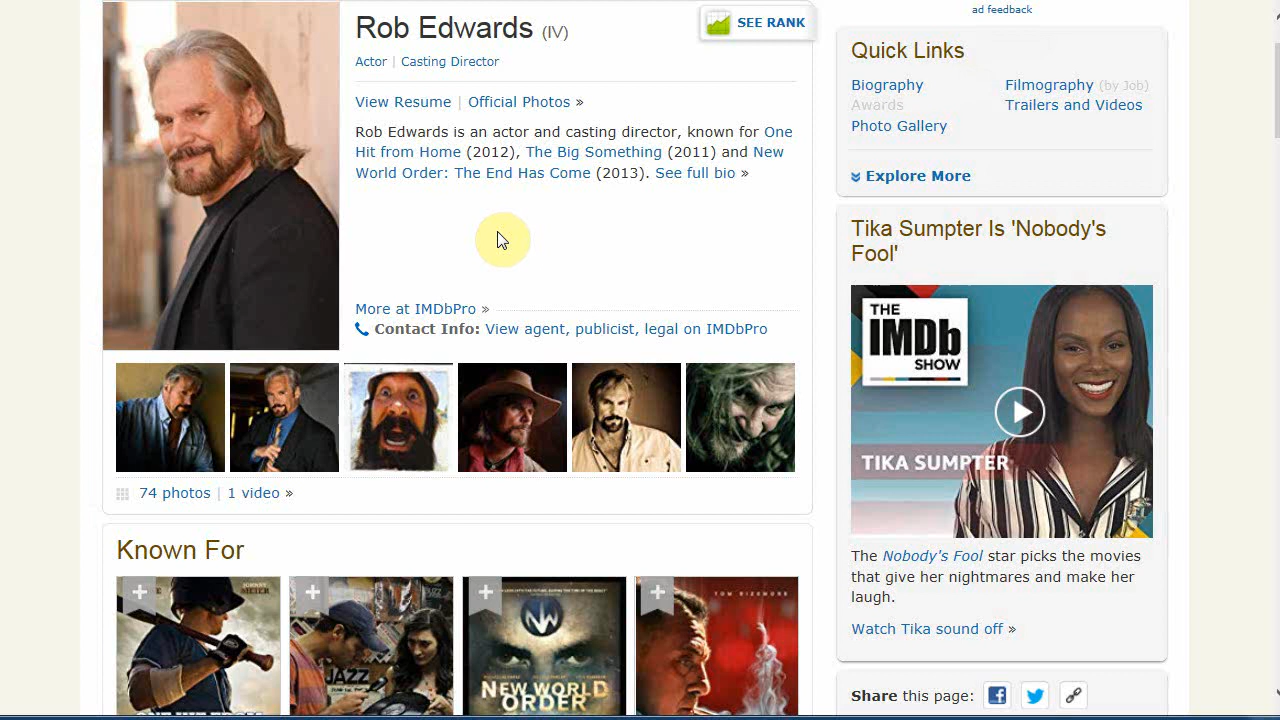 ad feedback
Rob Edwards (IV)
SEE RANK
Actor | Casting Director
View Resume | Official Photos »
Rob Edwards is an actor and casting director, known for One
Hit from Home (2012), The Big Something (2011) and New
World Order: The End Has Come (2013). See full bio »
More at IMDbPro »
Contact Info: View agent, publicist, legal on IMDbPro
74 photos | 1 video »
Known For
JOHNNY
MEIER
ONE HIT FROM
JAZZ
NW
NEW WORLD
ORDER
TOM SIZEMORE
Quick Links
Biography
Filmography (by Job)
Awards
Trailers and Videos
Photo Gallery
Explore More
Tika Sumpter Is 'Nobody's
Fool'
THE
IMDb
SHOW
TIKA SUMPTER
The Nobody's Fool star picks the movies
that give her nightmares and make her
laugh.
Watch Tika sound off »
Share this page: